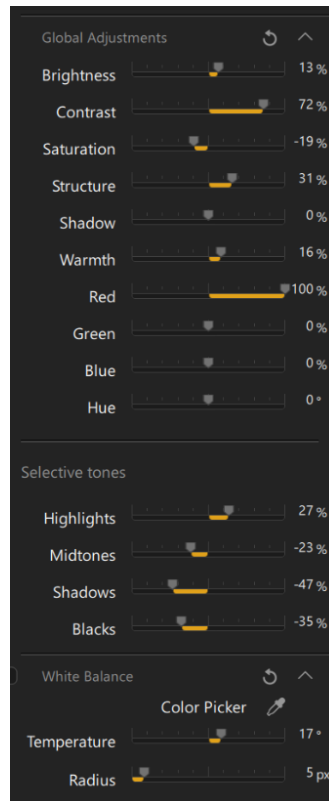 Global Adjustments
Brightness 13 %
Contrast 72 %
Saturation -19 %
Structure 31 %
Shadow 0 %
Warmth 16 %
Red 100 %
Green 0 %
Blue 0 %
Hue 0 °
Selective tones
Highlights 27 %
Midtones -23 %
Shadows -47 %
Blacks -35 %
White Balance
Color Picker
Temperature 17 °
Radius 5 px